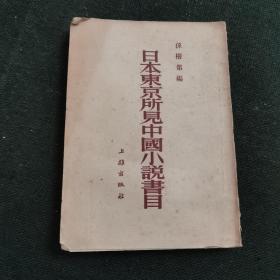 孫楷第編
日本東京所見中國小說書目
上雜出版社